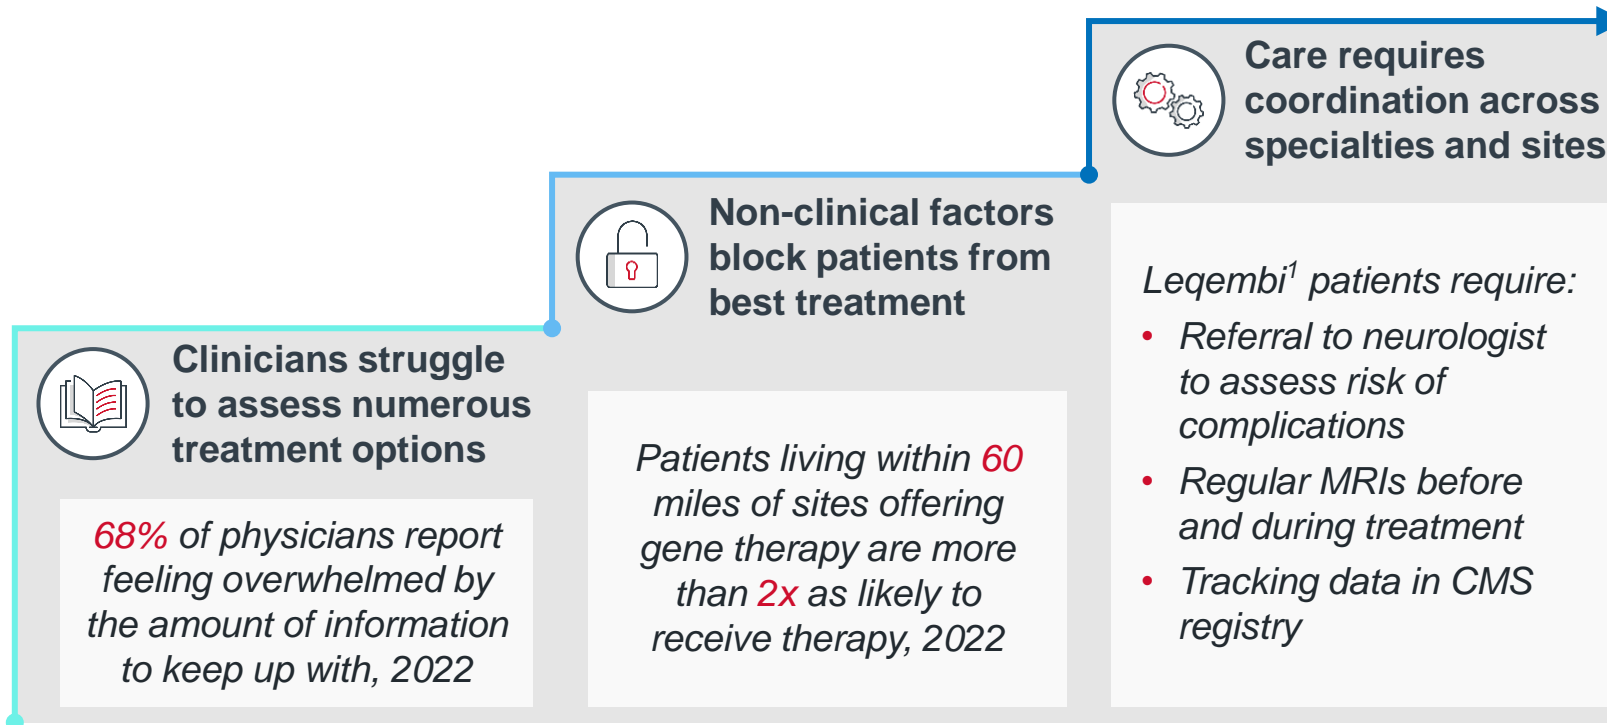 Clinicians struggle
to assess numerous
treatment options
68% of physicians report
feeling overwhelmed by
the amount of information
to keep up with, 2022
Non-clinical factors
block patients from
best treatment
Patients living within 60
miles of sites offering
gene therapy are more
than 2x as likely to
receive therapy, 2022
Care requires
coordination across
specialties and sites
Leqembi¹ patients require:
• Referral to neurologist
to assess risk of
complications
• Regular MRIs before
and during treatment
• Tracking data in CMS
registry